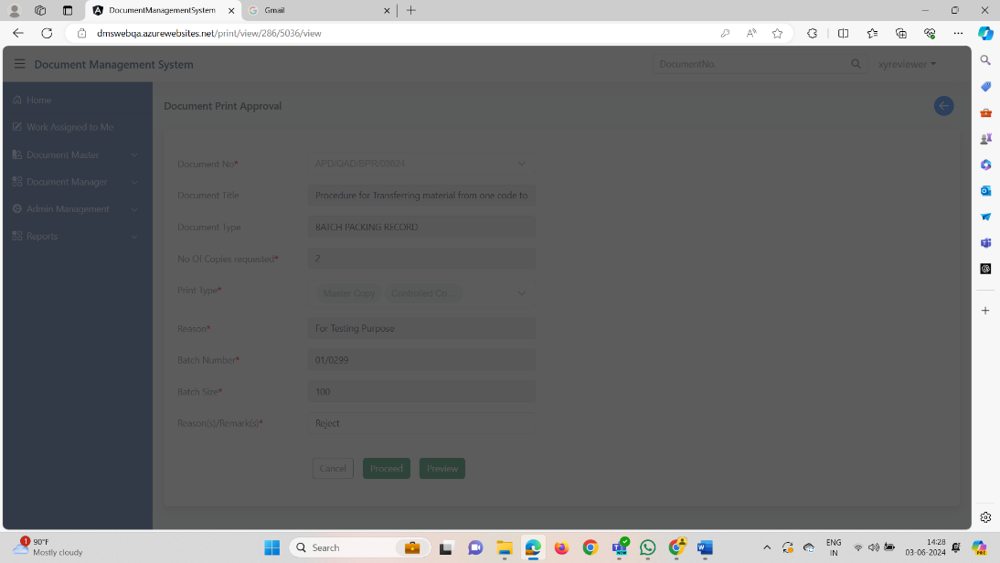 DocumentManagementSystem
Gmail
dmswebqa.azurewebsites.net/print/view/286/5036/view
Document Management System
DocumentNo.
xyreviewer
Home
Work Assigned to Me
Document Master
Document Manager
Admin Management
Reports
Document Print Approval
Document No*
APD/QAD/BPR/03824
Document Title
Procedure for Transferring material from one code to
Document Type
BATCH PACKING RECORD
No Of Copies requested*
2
Print Type*
Master Copy
Controlled Co...
Reason*
For Testing Purpose
Batch Number*
01/0299
Batch Size*
100
Reason(s)/Remark(s)*
Reject
Cancel
Proceed
Preview
1
90°F
Mostly cloudy
Search
ENG
IN
14:28
03-06-2024